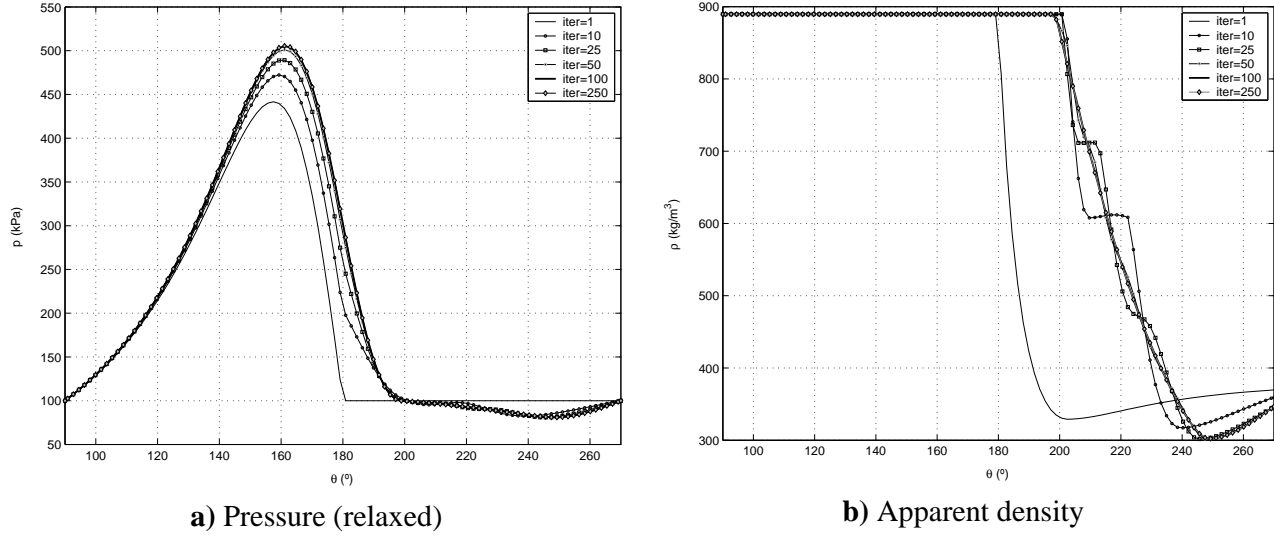 550
500
450
400
350
300
250
200
150
100
50
p (kPa)
100 120 140 160 180 200 220 240 260
θ (º)
iter=1
iter=10
iter=25
iter=50
iter=100
iter=250
a) Pressure (relaxed)
900
800
700
600
500
400
300
ρ (kg/m³)
100 120 140 160 180 200 220 240 260
θ (º)
iter=1
iter=10
iter=25
iter=50
iter=100
iter=250
b) Apparent density